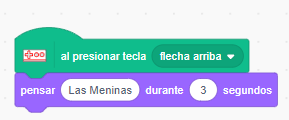 al presionar tecla flecha arriba
pensar Las Meninas durante 3 segundos